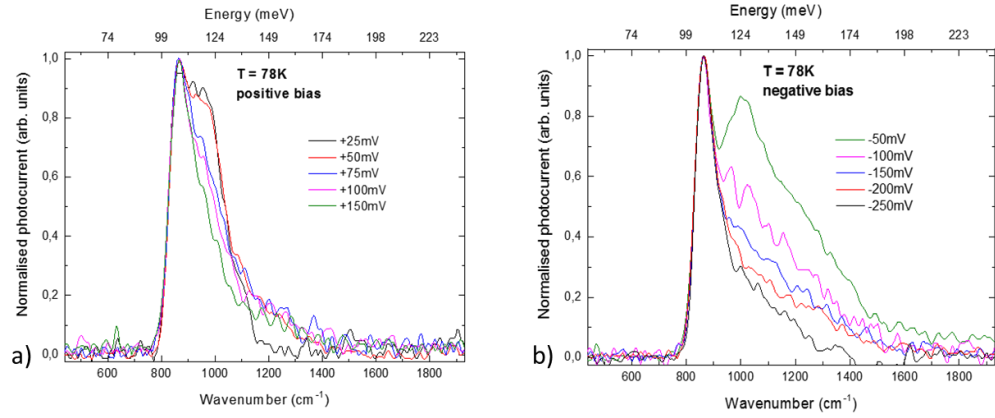 Energy (meV)
74 99 124 149 174 198 223
1,0
0,8
0,6
0,4
0,2
0,0
Normalised photocurrent (arb. units)
T = 78K
positive bias
+25mV
+50mV
+75mV
+100mV
+150mV
600 800 1000 1200 1400 1600 1800
Wavenumber (cm-1)
a)
Energy (meV)
74 99 124 149 174 198 223
1,0
0,8
0,6
0,4
0,2
0,0
Normalised photocurrent (arb. units)
T = 78K
negative bias
-50mV
-100mV
-150mV
-200mV
-250mV
600 800 1000 1200 1400 1600 1800
Wavenumber (cm-1)
b)